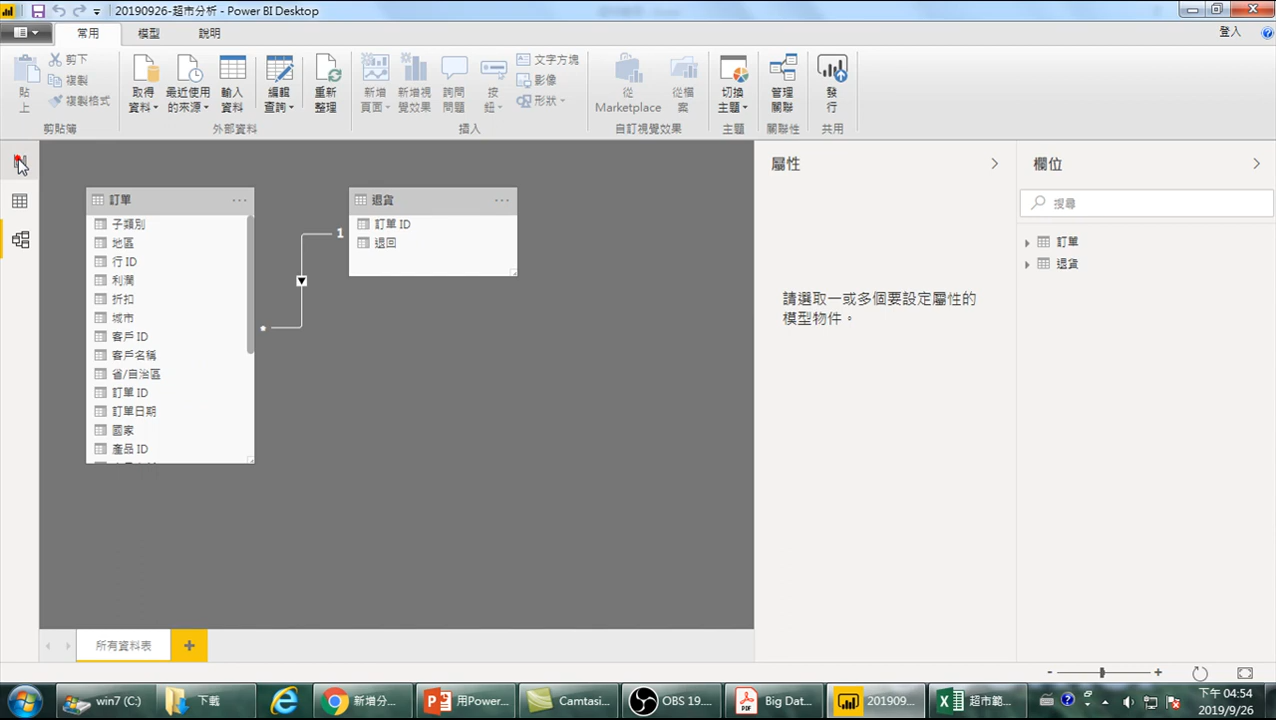 20190926-超市分析 - Power BI Desktop
常用
模型
說明
登入
貼上
剪下
複製
複製格式
剪貼簿
取得資料
最近使用的來源
輸入資料
編輯查詢
重新整理
外部資料
新增頁面
新增視覺效果
詢問問題
按鈕
文字方塊
影像
形狀
插入
從 Marketplace
從檔案
自訂視覺效果
切換主題
主題
管理關聯
關聯性
發行
共用
訂單
子類別
地區
行 ID
利潤
折扣
城市
客戶 ID
客戶名稱
省/自治區
訂單 ID
訂單日期
國家
產品 ID
1
*
退貨
訂單 ID
退回
屬性
請選取一或多個要設定屬性的
模型物件。
欄位
搜尋
訂單
退貨
所有資料表
win7 (C:)
下載
新增分...
用Power...
Camtasi...
OBS 19....
Big Dat...
201909...
超市範...
下午 04:54
2019/9/26